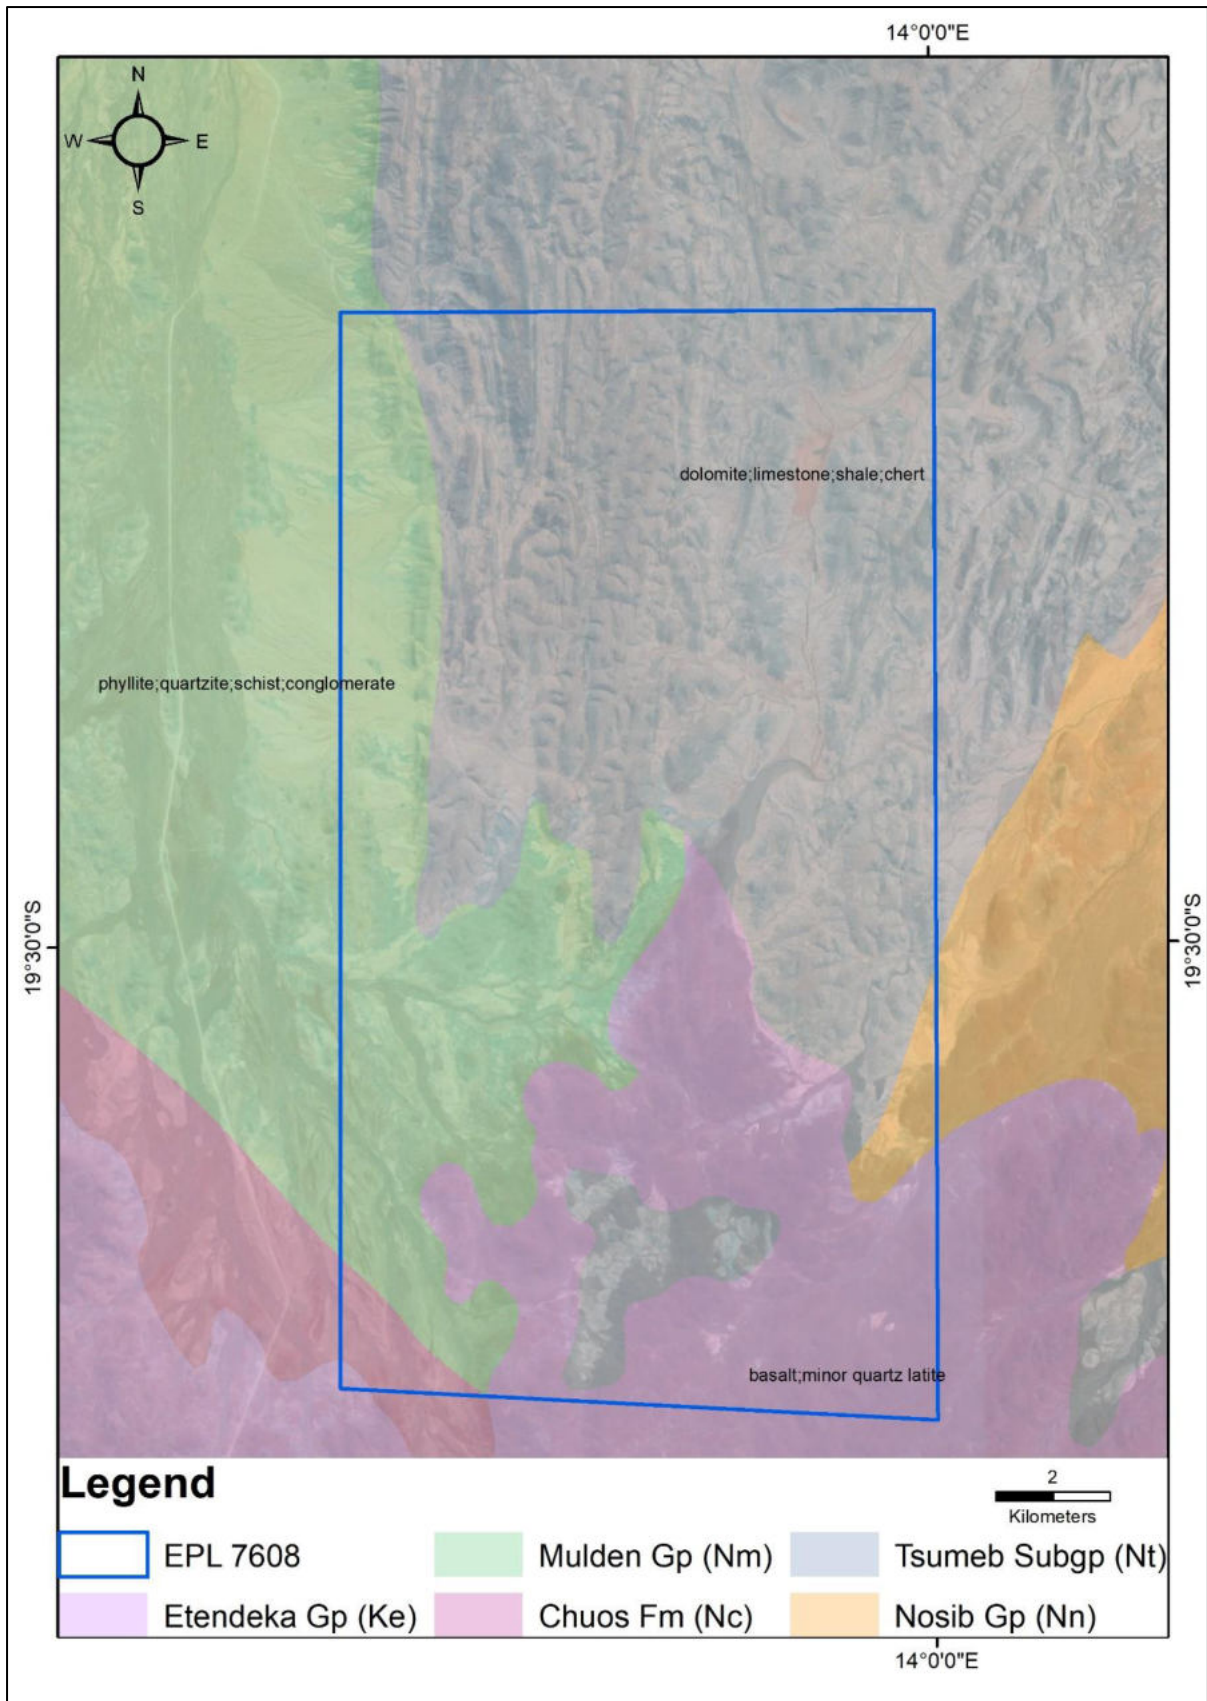 14°0'0"E
N
W
E
S
dolomite;limestone;shale;chert
phyllite;quartzite;schist;conglomerate
19°30'0"S
19°30'0"S
basalt;minor quartz latite
Legend
2
Kilometers
EPL 7608
Mulden Gp (Nm)
Tsumeb Subgp (Nt)
Etendeka Gp (Ke)
Chuos Fm (Nc)
Nosib Gp (Nn)
14°0'0"E